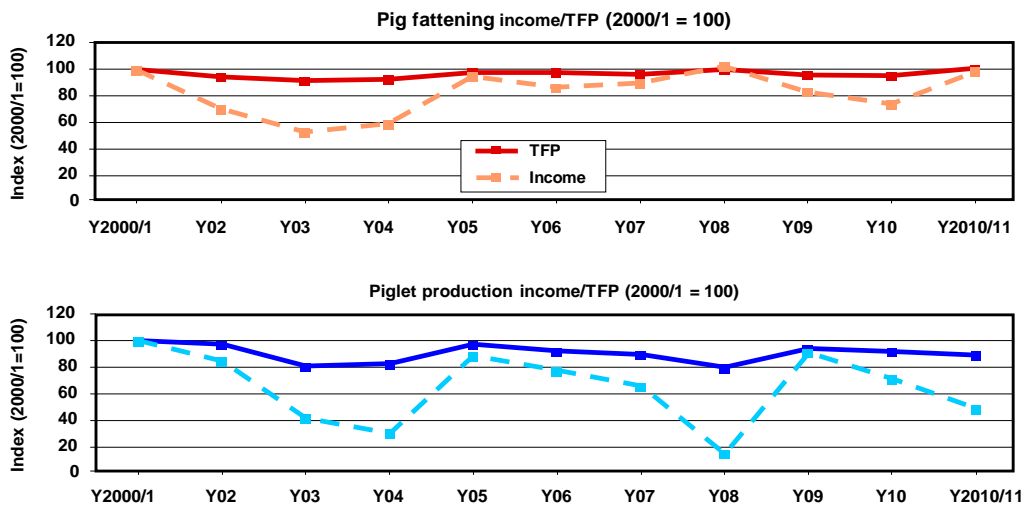 Pig fattening income/TFP (2000/1 = 100)
Index (2000/1=100)
120
100
80
60
40
20
0
TFP
Income
Y2000/1 Y02 Y03 Y04 Y05 Y06 Y07 Y08 Y09 Y10 Y2010/11
Piglet production income/TFP (2000/1 = 100)
Index (2000/1=100)
120
100
80
60
40
20
0
Y2000/1 Y02 Y03 Y04 Y05 Y06 Y07 Y08 Y09 Y10 Y2010/11